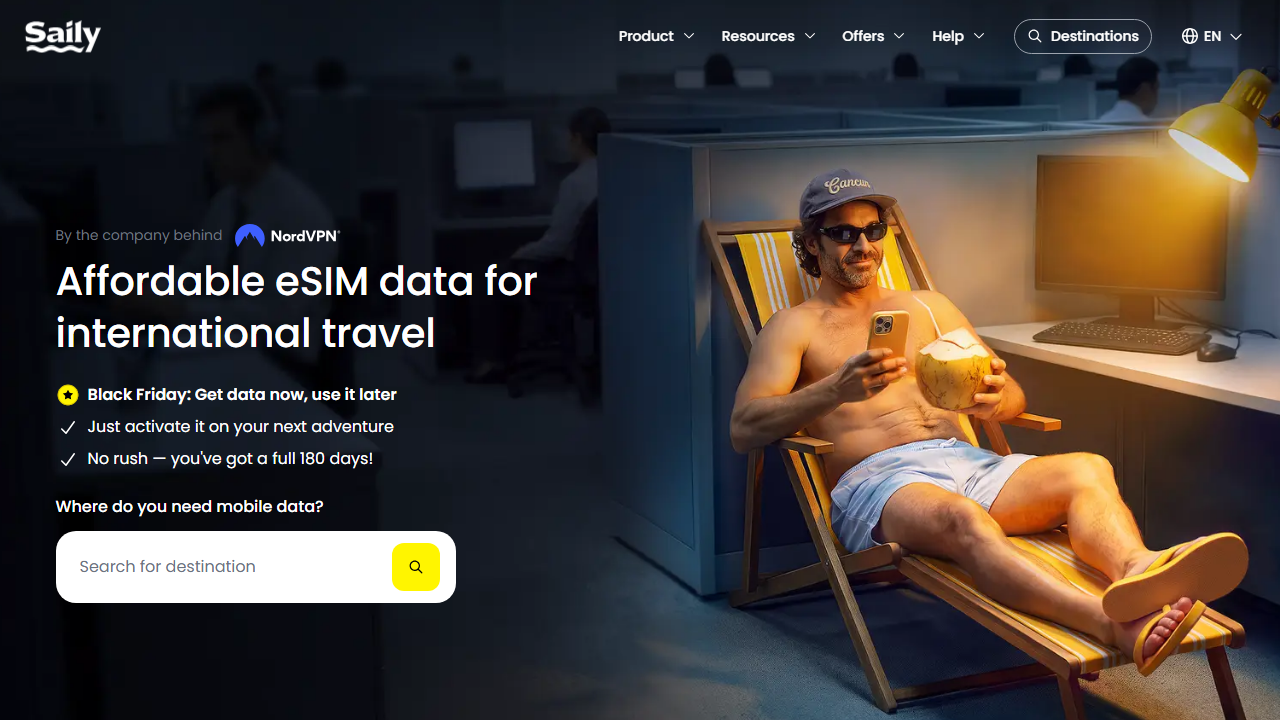 Saily
Product
Resources
Offers
Help
Destinations
EN
By the company behind NordVPN®
Affordable eSIM data for
international travel
Black Friday: Get data now, use it later
Just activate it on your next adventure
No rush — you've got a full 180 days!
Where do you need mobile data?
Search for destination
Cancun